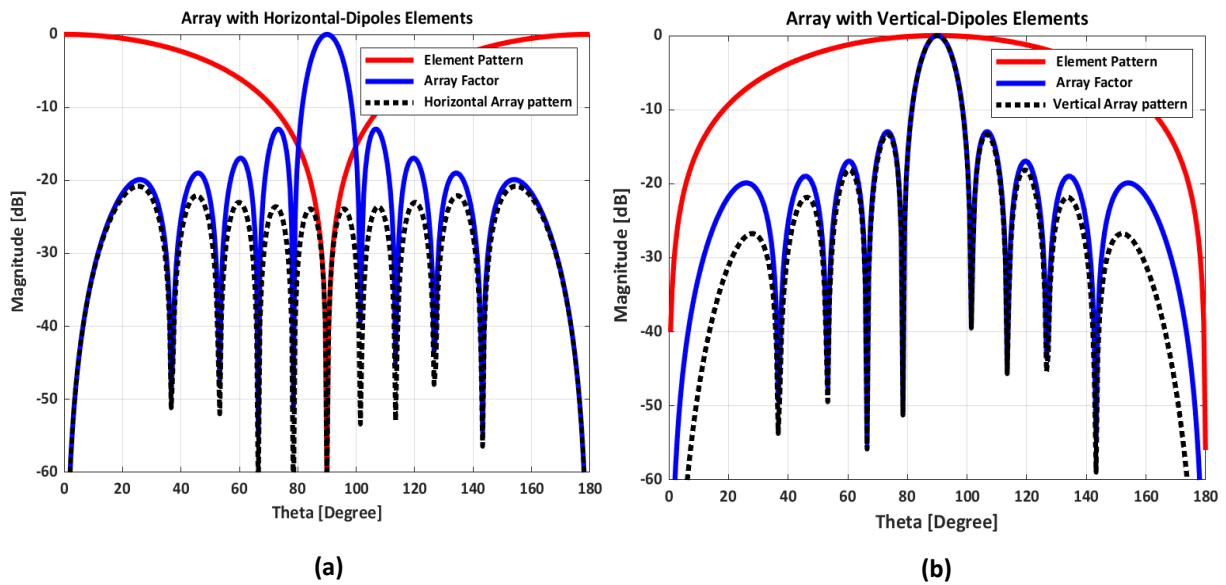 Array with Horizontal-Dipoles Elements
0
-10
-20
-30
-40
-50
-60
Magnitude [dB]
Element Pattern
Array Factor
Horizontal Array pattern
0 20 40 60 80 100 120 140 160 180
Theta [Degree]
(a)
Array with Vertical-Dipoles Elements
0
-10
-20
-30
-40
-50
-60
Magnitude [dB]
Element Pattern
Array Factor
Vertical Array pattern
0 20 40 60 80 100 120 140 160 180
Theta [Degree]
(b)